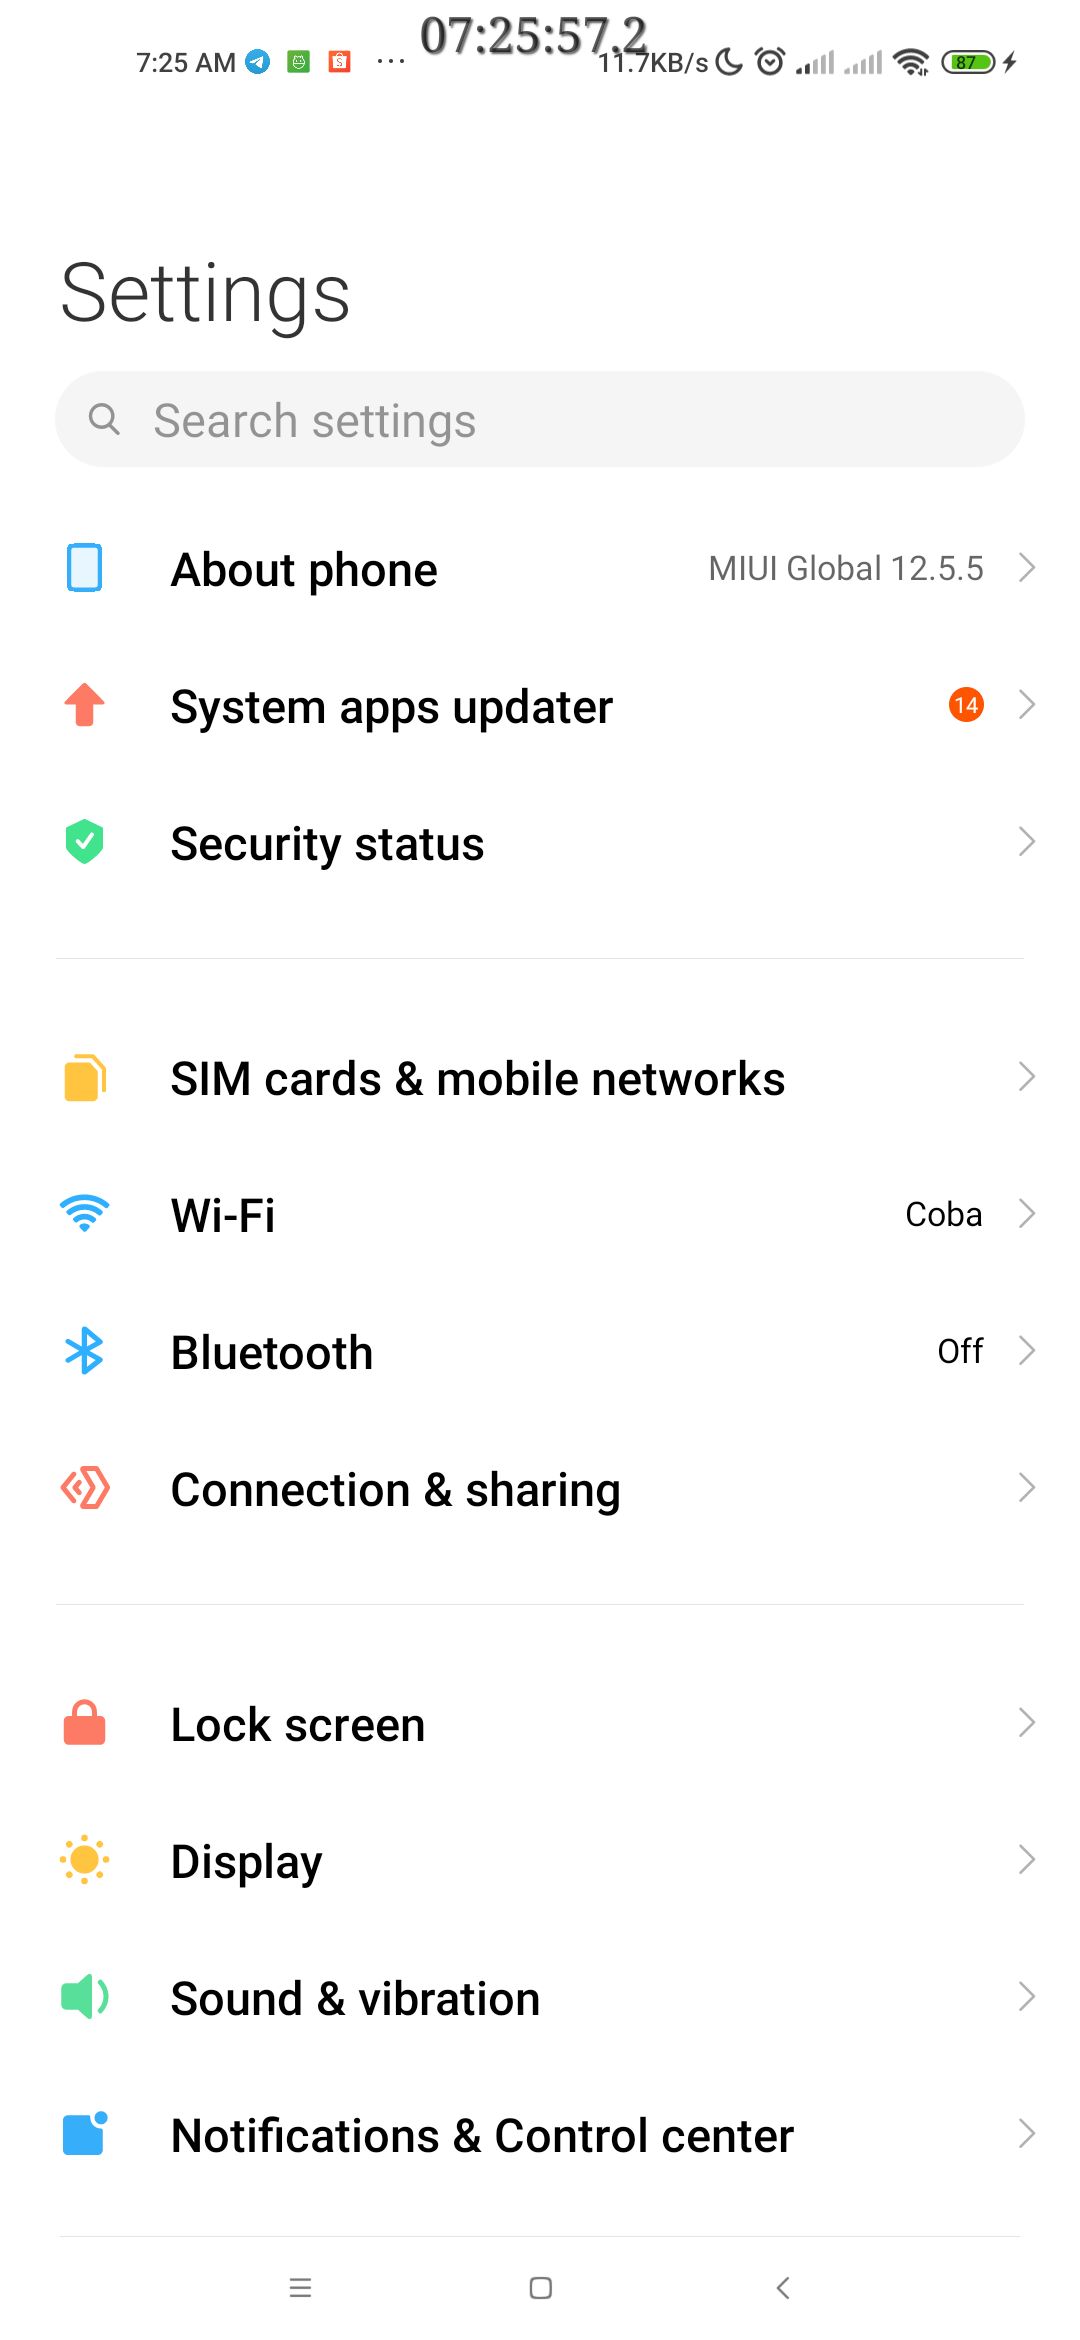 07:25:57.2
7:25 AM ... 11.7KB/s 87
Settings
Search settings
About phone MIUI Global 12.5.5
System apps updater 14
Security status
SIM cards & mobile networks
Wi-Fi Coba
Bluetooth Off
Connection & sharing
Lock screen
Display
Sound & vibration
Notifications & Control center